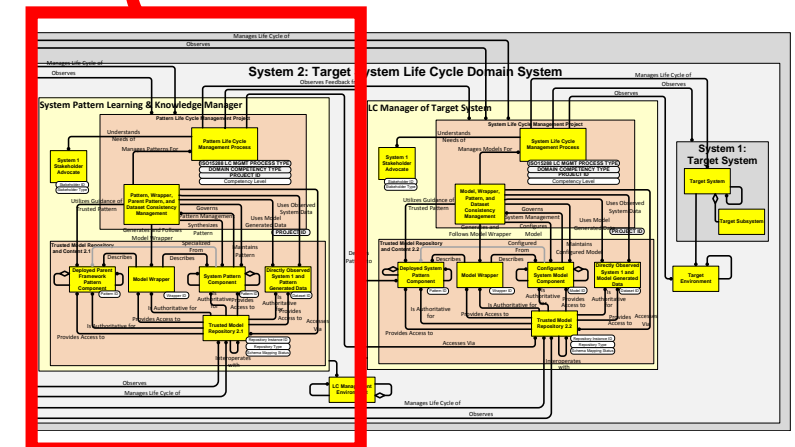 Manages Life Cycle of
Observes
Manages Life Cycle of
Observes
System 2: Target System Life Cycle Domain System
Observes Feedback
Manages Life Cycle of
Observes
System Pattern Learning & Knowledge Manager
Pattern Life Cycle Management Project
Understands
Needs of
Manages Patterns For
Pattern Life Cycle
Management Process
System 1
Stakeholder
Advocate
Stakeholder ID
Stakeholder Type
ISO15288 LC MGMT PROCESS TYPE
DOMAIN COMPETENCY TYPE
PROJECT ID
Competency Level
Pattern, Wrapper,
Parent Pattern, and
Dataset Consistency
Management
Utilizes Guidance of
Trusted Pattern
Governs
Pattern Management
Synthesizes
Pattern
Uses Observed
System Data
Uses Model
Generated Data
PROJECT ID
Generates and Follows
Model Wrapper
Specialized
From
Maintains
Pattern
Trusted Model Repository
and Content 2.1
Describes
Describes
Deployed Parent
Framework
Pattern
Component
Pattern ID
Model Wrapper
Wrapper ID
System Pattern
Component
Pattern ID
Directly Observed
System 1 and
Pattern
Generated Data
Dataset ID
Is Authoritative for
Provides Access to
Is Authoritative for
Provides Access to
Provides
Access to
Accesses
Via
Trusted Model
Repository 2.1
Repository Instance ID
Repository Type
Schema Mapping Status
Interoperates
with
Observes
Manages Life Cycle of
LC Management
Environment
LC Manager of Target System
System Life Cycle Management Project
Understands
Needs of
Manages Models For
System Life Cycle
Management Process
System 1
Stakeholder
Advocate
Stakeholder ID
Stakeholder Type
ISO15288 LC MGMT PROCESS TYPE
DOMAIN COMPETENCY TYPE
PROJECT ID
Competency Level
Model, Wrapper,
Pattern, and
Dataset
Consistency
Management
Utilizes Guidance of
Trusted Pattern
Governs
System Management
Configures
Model
Uses Observed
System Data
Uses Model
Generated Data
PROJECT ID
Generates and
Follows Model Wrapper
Configured
From
Maintains
Configured Model
Trusted Model Repository
and Content 2.2
Describes
Describes
Deployed System
Pattern
Component
Pattern ID
Model Wrapper
Wrapper ID
Configured
System Model
Component
Model ID
Directly Observed
System 1 and
Model Generated
Data
Dataset ID
Is Authoritative
for
Is Authoritative for
Provides Access to
Provides Access to
Provides
Access to
Accesses
Via
Trusted Model
Repository 2.2
Repository Instance ID
Repository Type
Schema Mapping Status
Accesses Via
Interoperates
with
Manages Life Cycle of
Observes
System 1:
Target System
Target System
Target Subsystem
Target
Environment